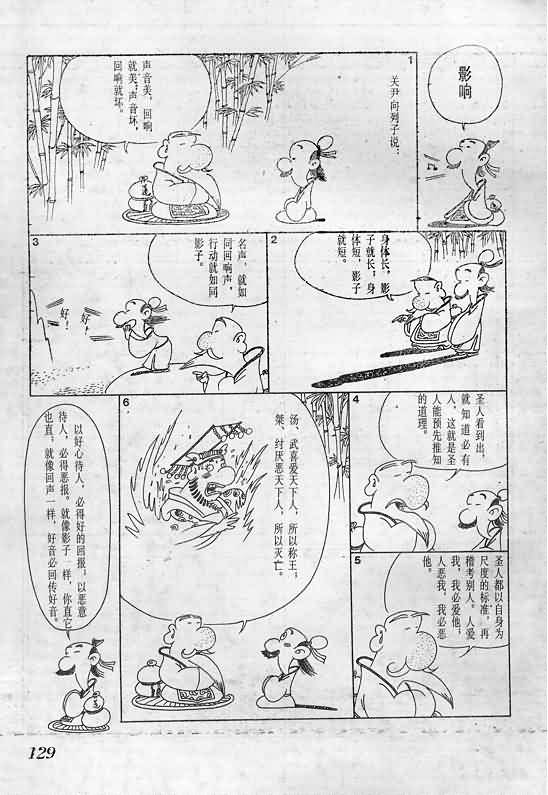 影响
1
关尹向列子说：
声音美，回响
就美；声音坏，
回响就坏。
2
身体长，影
子就长；身
体短，影子
就短。
3
名声，就如
同回响声，
行动就如同
影子。
好！
好！
4
圣人看到出，
就知道必有
入，这就是圣
人能预先推知
的道理。
5
圣人都以自身为
尺度的标准，再
稽考别人。人爱
我，我必爱他；
人恶我，我必恶
他。
6
汤、武喜爱天下人，所以称王；
桀、纣厌恶天下人，所以灭亡。
以好心待人，必得好的回报；以恶意
待人，必得恶报。就像影子一样，你直它
也直；就像回声一样，好音必回传好音。
129